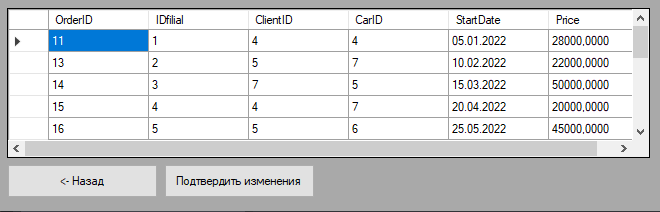 OrderID IDfilial ClientID CarID StartDate Price
11 1 4 4 05.01.2022 28000,0000
13 2 5 7 10.02.2022 22000,0000
14 3 7 5 15.03.2022 50000,0000
15 4 4 7 20.04.2022 20000,0000
16 5 5 6 25.05.2022 45000,0000
<- Назад Подтвердить изменения